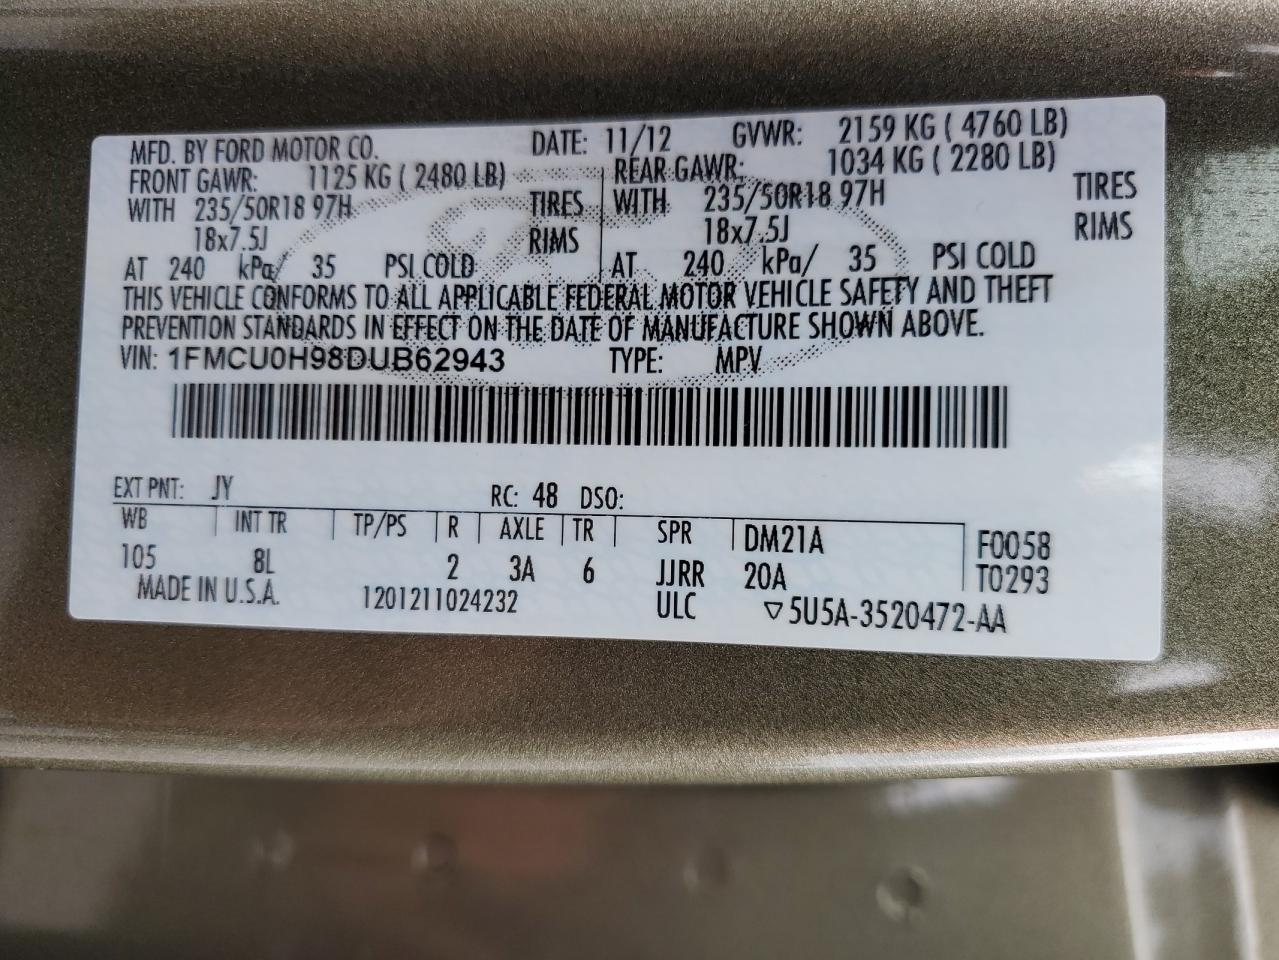 MFD. BY FORD MOTOR CO. DATE: 11/12 GVWR: 2159 KG ( 4760 LB)
FRONT GAWR: 1125 KG ( 2480 LB) REAR GAWR: 1034 KG ( 2280 LB)
WITH 235/50R18 97H TIRES WITH 235/50R18 97H TIRES
18x7.5J RIMS 18x7.5J RIMS
AT 240 kPa/ 35 PSI COLD AT 240 kPa/ 35 PSI COLD
THIS VEHICLE CONFORMS TO ALL APPLICABLE FEDERAL MOTOR VEHICLE SAFETY AND THEFT
PREVENTION STANDARDS IN EFFECT ON THE DATE OF MANUFACTURE SHOWN ABOVE.
VIN: 1FMCU0H98DUB62943 TYPE: MPV
EXT PNT: JY RC: 48 DSO:
WB INT TR TP/PS R AXLE TR SPR DM21A F0058
105 8L 2 3A 6 JJRR 20A T0293
MADE IN U.S.A. 1201211024232 ULC ▽5U5A-3520472-AA